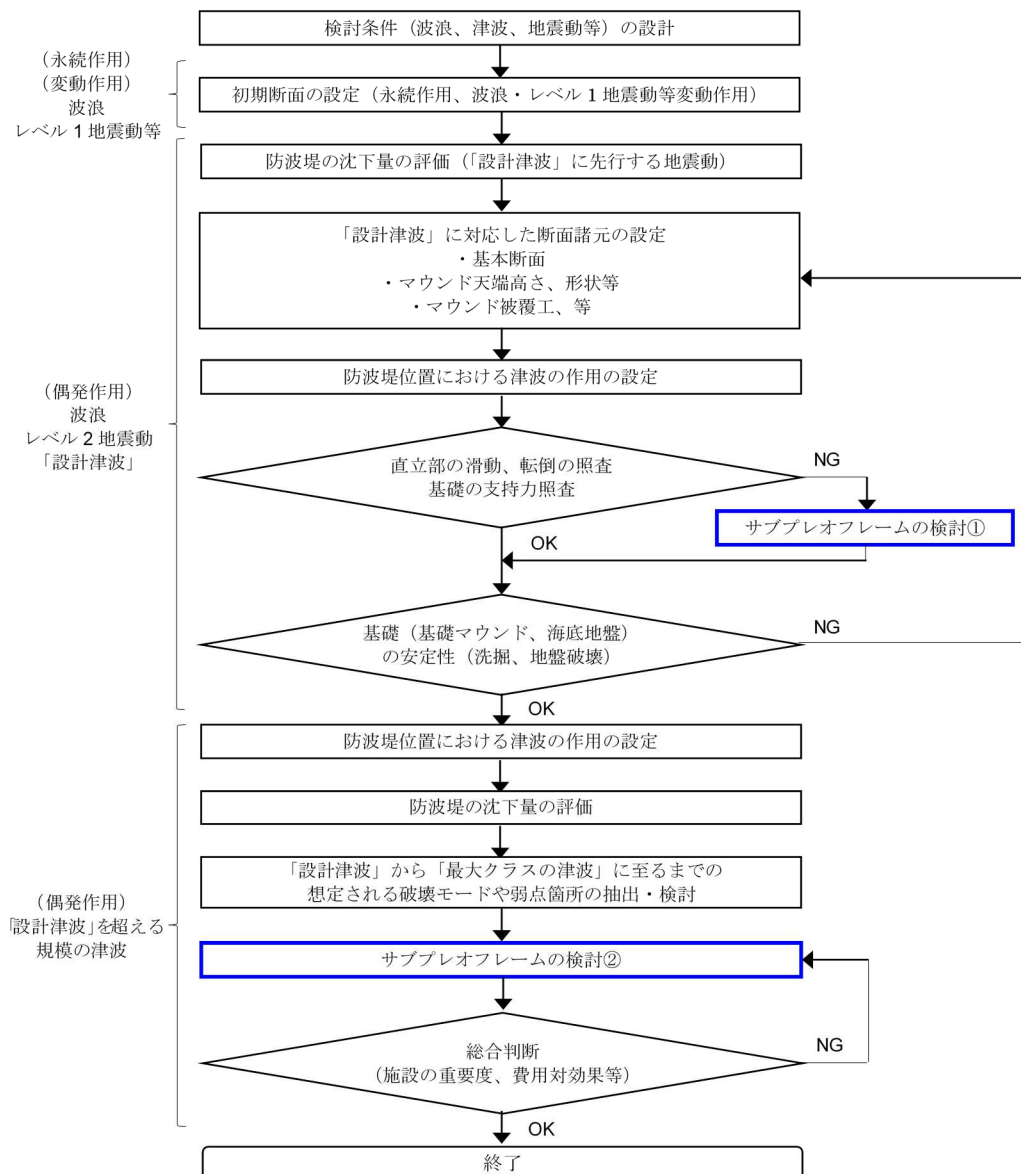 検討条件（波浪、津波、地震動等）の設計
（永続作用）
（変動作用）
波浪
レベル 1 地震動等
初期断面の設定（永続作用、波浪・レベル 1 地震動等変動作用）
防波堤の沈下量の評価（「設計津波」に先行する地震動）
「設計津波」に対応した断面諸元の設定
・基本断面
・マウンド天端高さ、形状等
・マウンド被覆工、等
防波堤位置における津波の作用の設定
（偶発作用）
波浪
レベル 2 地震動
「設計津波」
直立部の滑動、転倒の照査
基礎の支持力照査
NG
サブプレオフレームの検討①
OK
基礎（基礎マウンド、海底地盤）
の安定性（洗掘、地盤破壊）
NG
OK
防波堤位置における津波の作用の設定
防波堤の沈下量の評価
「設計津波」から「最大クラスの津波」に至るまでの
想定される破壊モードや弱点箇所の抽出・検討
（偶発作用）
「設計津波」を超える
規模の津波
サブプレオフレームの検討②
総合判断
（施設の重要度、費用対効果等）
NG
OK
終了